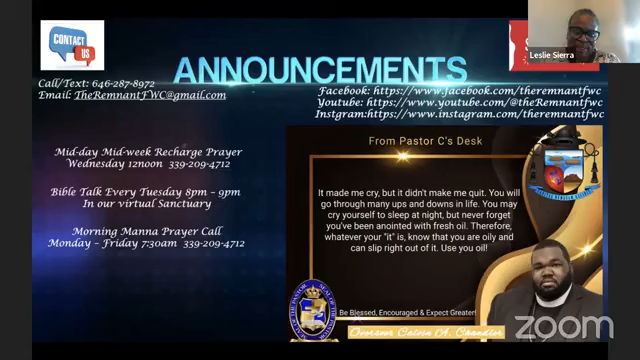 CONTACT US
ANNOUNCEMENTS
Leslie Sierra
Call/Text: 646-287-8972
Email: TheRemnantFWC@gmail.com
Facebook: https://www.facebook.com/theremnantfwc
Youtube: https://www.youtube.com/@theRemnantfwc
Instgram:https://www.instagram.com/theremnantfwc
Mid-day Mid-week Recharge Prayer
Wednesday 12noon 339-209-4712
Bible Talk Every Tuesday 8pm – 9pm
In our virtual Sanctuary
Morning Manna Prayer Call
Monday – Friday 7:30am 339-209-4712
From Pastor C's Desk
It made me cry, but it didn't make me quit. You will
go through many ups and downs in life. You may
cry yourself to sleep at night, but never forget
you've been anointed with fresh oil. Therefore,
whatever your "it" is, know that you are oily and
can slip right out of it. Use you oil!
Be Blessed, Encouraged & Expect Greater!
Overseer Calvin A. Chandler
SEAL OF THE PASTOR
zoom